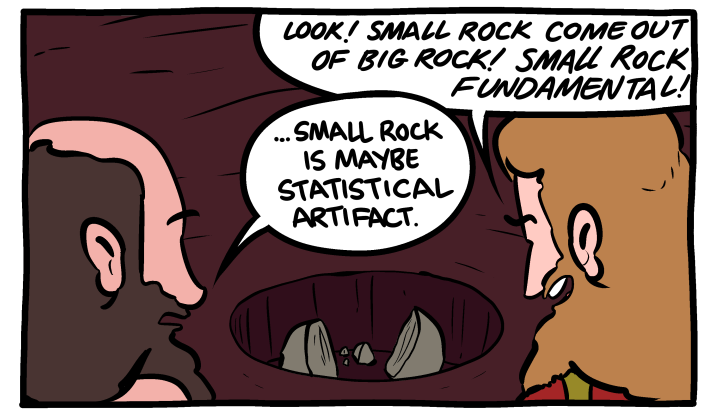 LOOK! SMALL ROCK COME OUT
OF BIG ROCK! SMALL ROCK
FUNDAMENTAL!
...SMALL ROCK
IS MAYBE
STATISTICAL
ARTIFACT.